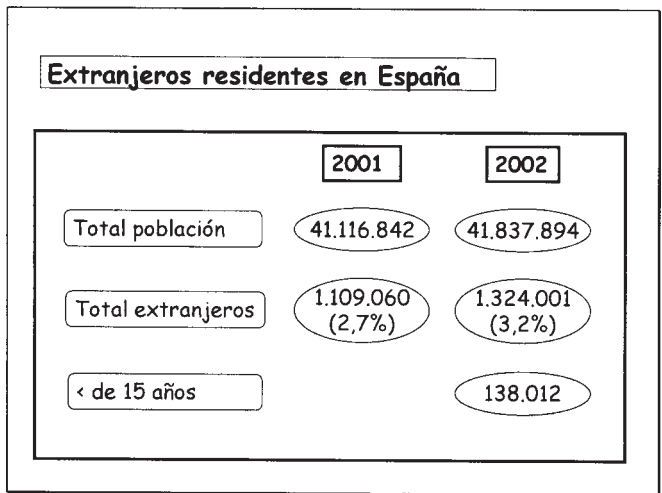 Extranjeros residentes en España
2001 2002
Total población 41.116.842 41.837.894
Total extranjeros 1.109.060 1.324.001
(2,7%) (3,2%)
< de 15 años 138.012